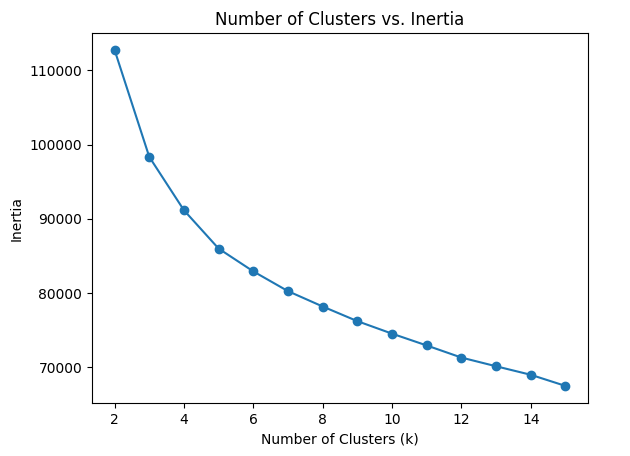 Number of Clusters vs. Inertia
110000
100000
90000
80000
70000
Inertia
2 4 6 8 10 12 14
Number of Clusters (k)